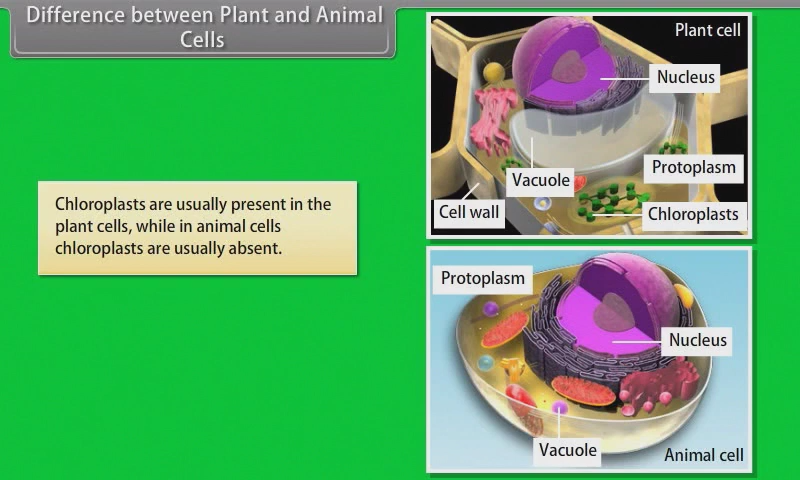 Difference between Plant and Animal
Cells
Chloroplasts are usually present in the
plant cells, while in animal cells
chloroplasts are usually absent.
Plant cell
Nucleus
Protoplasm
Vacuole
Cell wall
Chloroplasts
Protoplasm
Nucleus
Vacuole
Animal cell